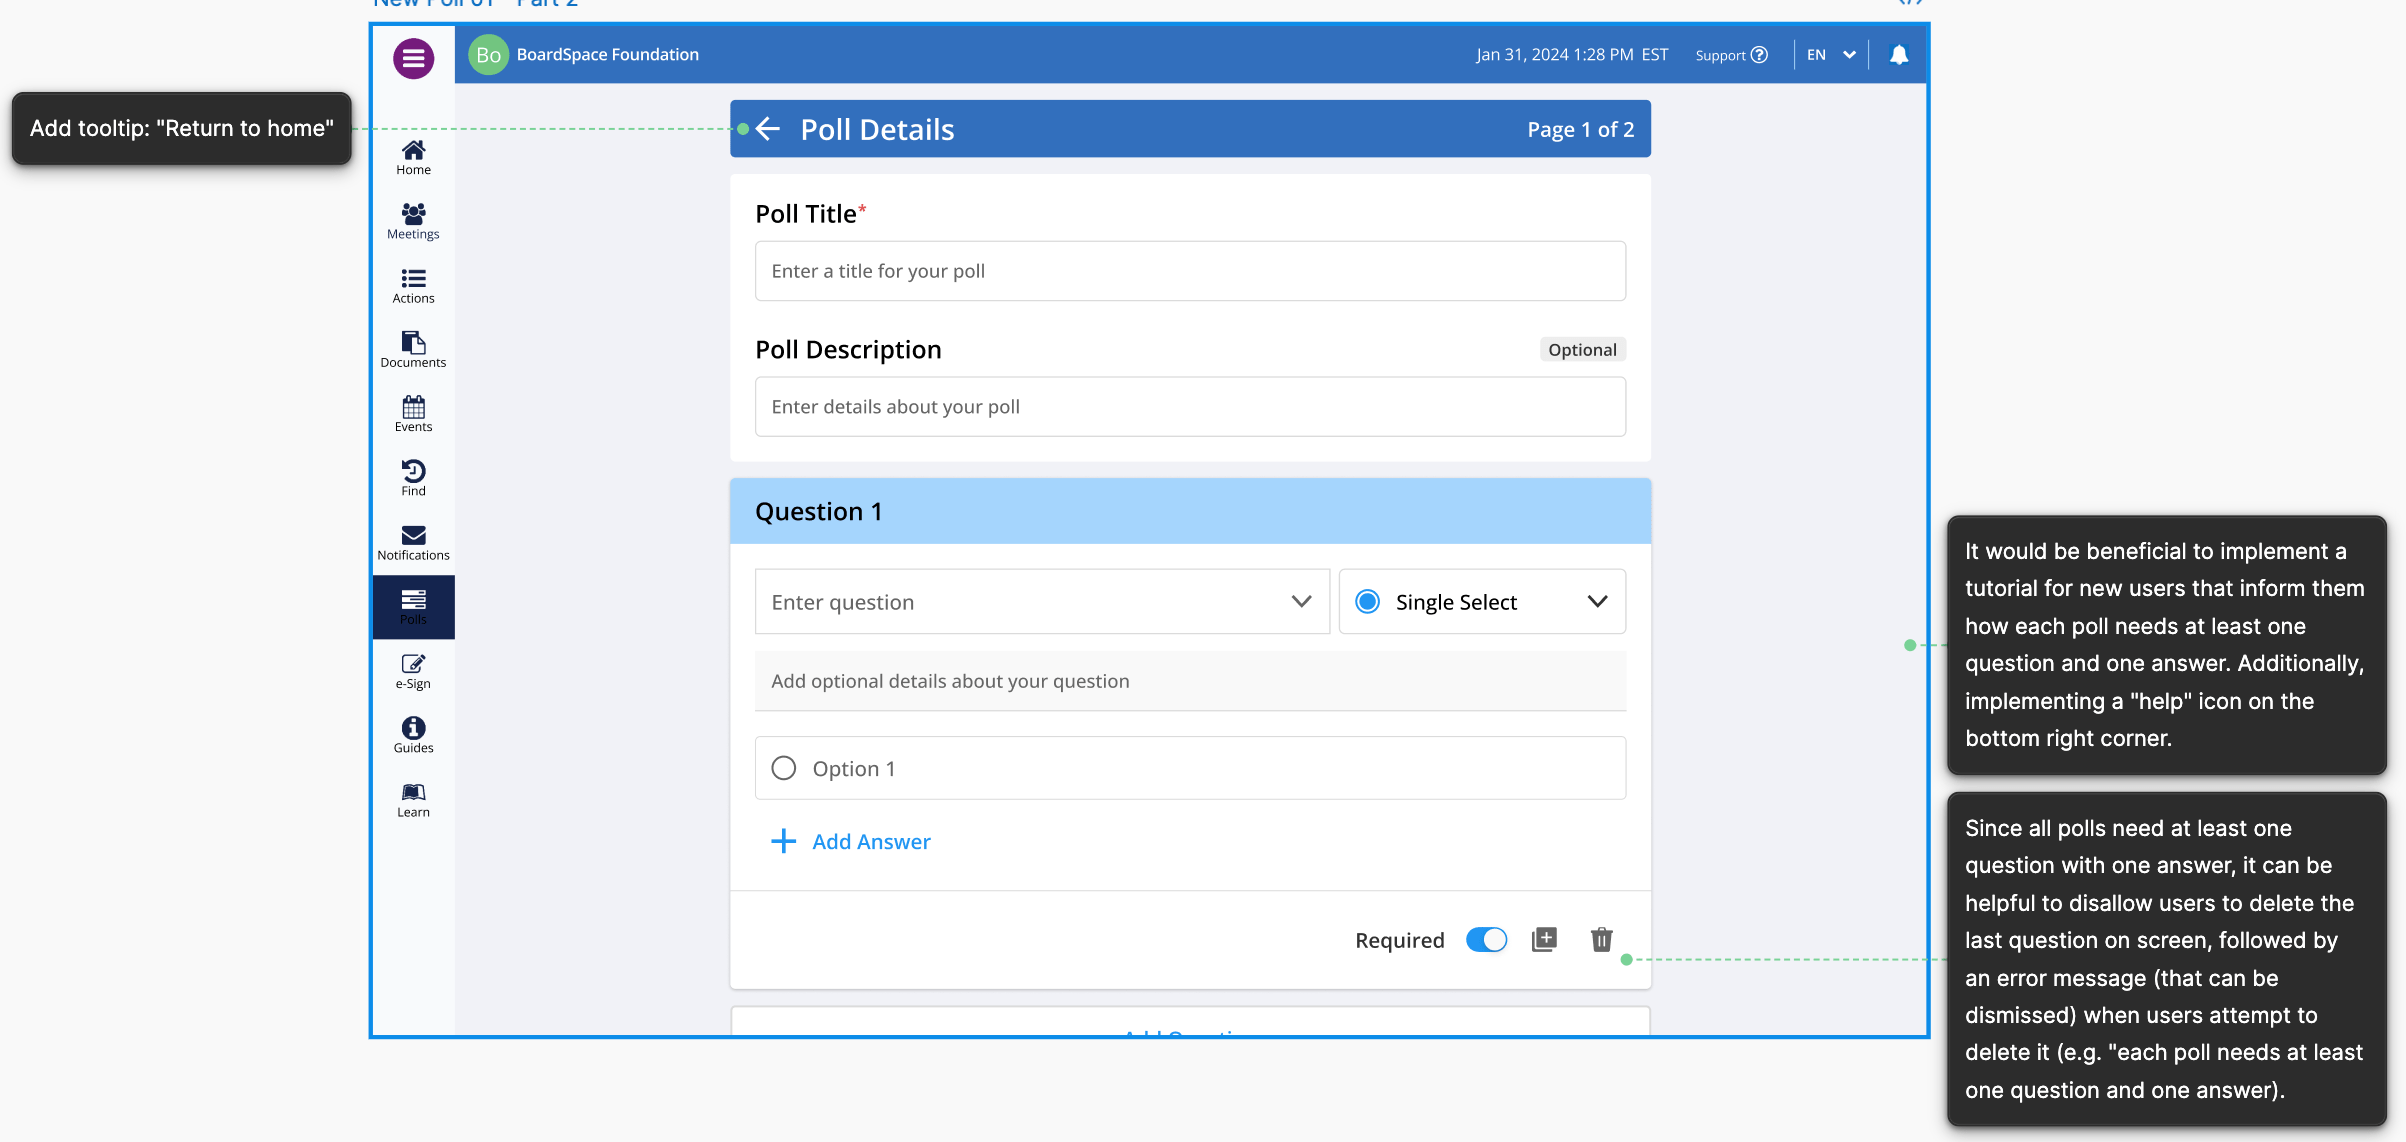 New Poll 01 - Part 2
Bo
BoardSpace Foundation
Jan 31, 2024 1:28 PM EST
Support
EN
Add tooltip: "Return to home"
Poll Details
Page 1 of 2
Home
Meetings
Actions
Documents
Events
Find
Notifications
Polls
e-Sign
Guides
Learn
Poll Title*
Enter a title for your poll
Poll Description
Optional
Enter details about your poll
Question 1
Enter question
Single Select
Add optional details about your question
Option 1
Add Answer
Required
It would be beneficial to implement a
tutorial for new users that inform them
how each poll needs at least one
question and one answer. Additionally,
implementing a "help" icon on the
bottom right corner.
Since all polls need at least one
question with one answer, it can be
helpful to disallow users to delete the
last question on screen, followed by
an error message (that can be
dismissed) when users attempt to
delete it (e.g. "each poll needs at least
one question and one answer).